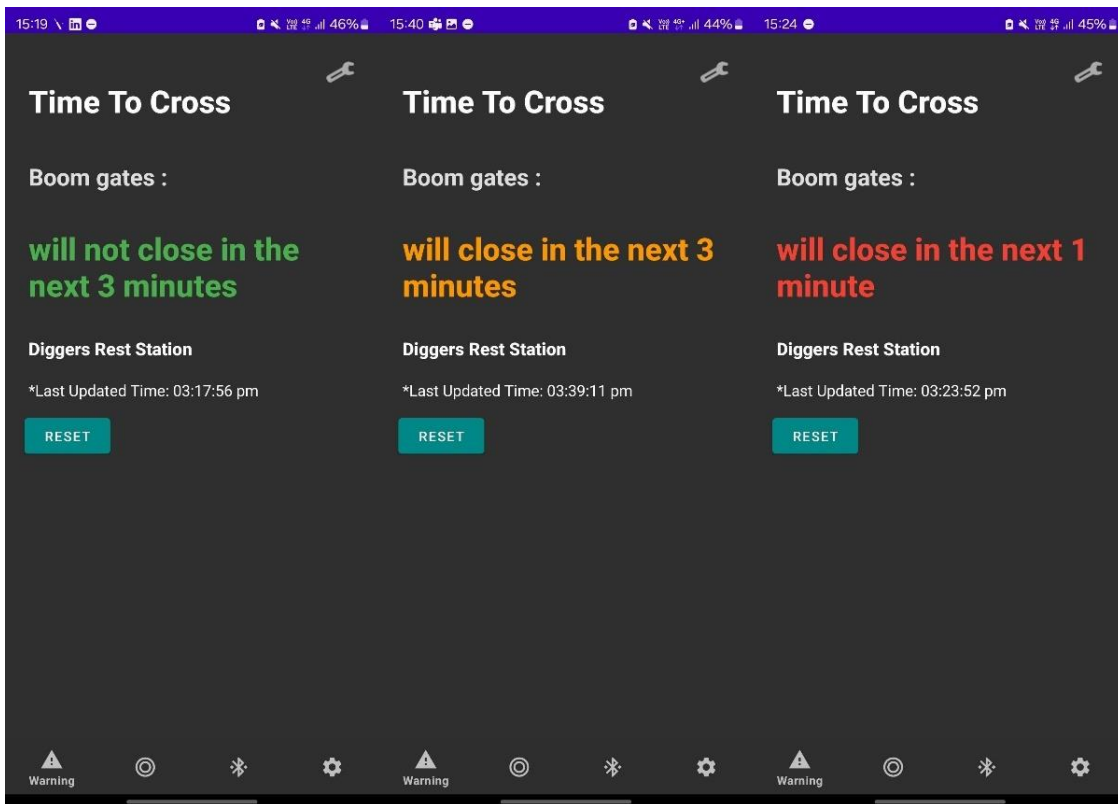 15:19 in 46%
Time To Cross
Boom gates :
will not close in the
next 3 minutes
Diggers Rest Station
*Last Updated Time: 03:17:56 pm
RESET
Warning
15:40 4G+ 44%
Time To Cross
Boom gates :
will close in the next 3
minutes
Diggers Rest Station
*Last Updated Time: 03:39:11 pm
RESET
Warning
15:24 4G 45%
Time To Cross
Boom gates :
will close in the next 1
minute
Diggers Rest Station
*Last Updated Time: 03:23:52 pm
RESET
Warning